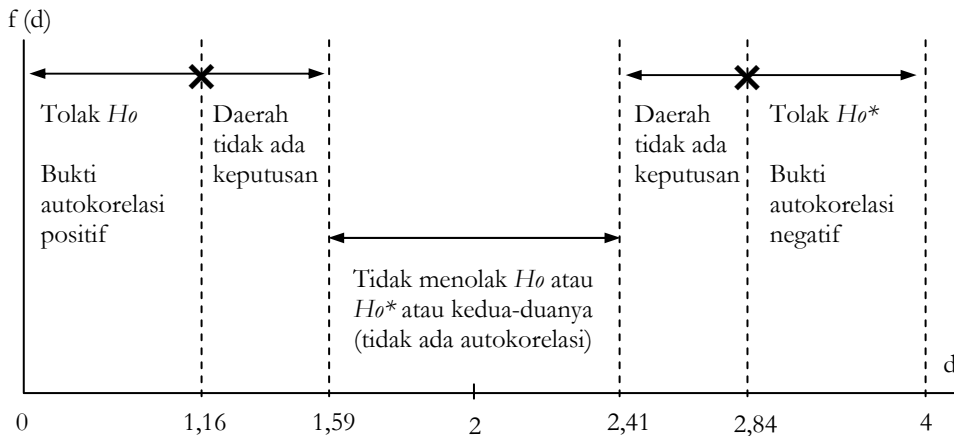 f (d)
Tolak Ho
Bukti
autokorelasi
positif
Daerah
tidak ada
keputusan
Tidak menolak Ho atau
Ho* atau kedua-duanya
(tidak ada autokorelasi)
Daerah
tidak ada
keputusan
Tolak Ho*
Bukti
autokorelasi
negatif
d
0 1,16 1,59 2 2,41 2,84 4